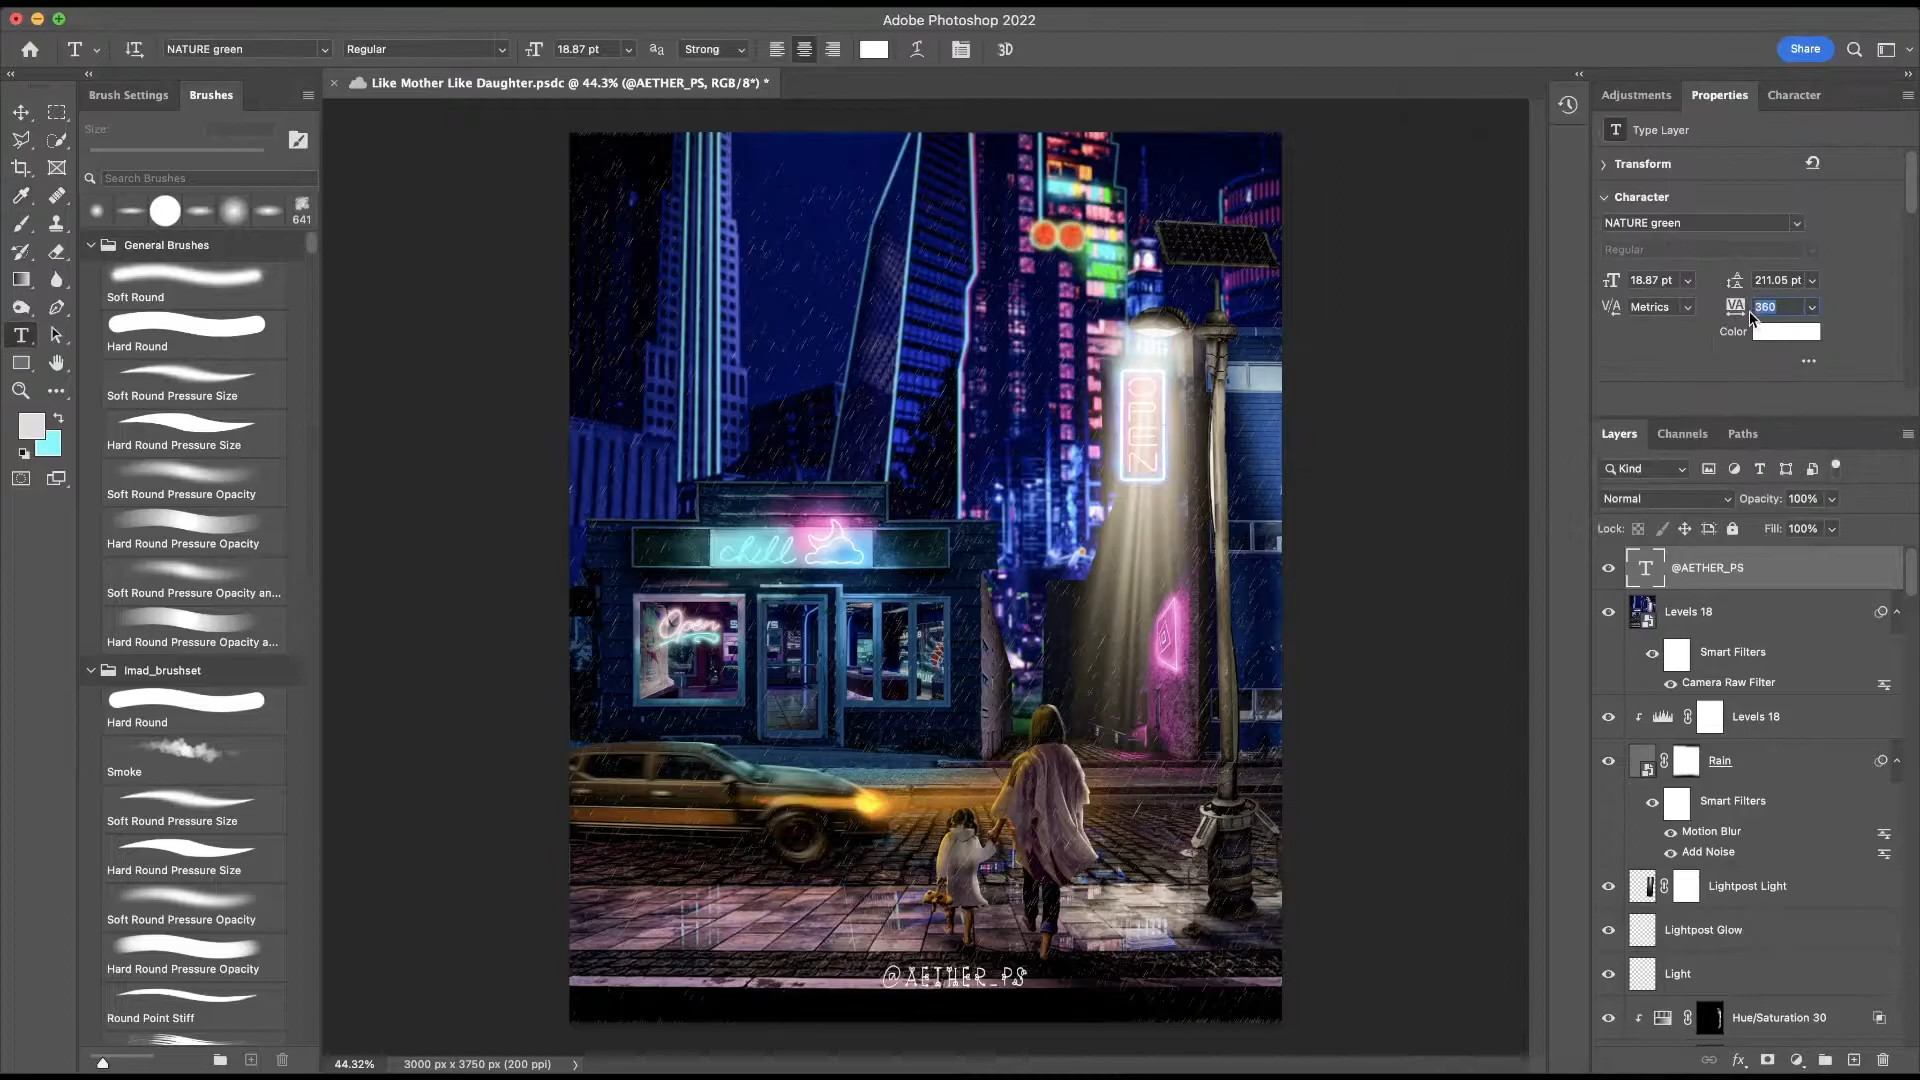 Adobe Photoshop 2022
NATURE green
Regular
18.87 pt
Strong
3D
Share
Brush Settings
Brushes
Like Mother Like Daughter.psdc @ 44.3% (@AETHER_PS, RGB/8*) *
Adjustments
Properties
Character
Size:
Search Brushes
641
General Brushes
Soft Round
Hard Round
Soft Round Pressure Size
Hard Round Pressure Size
Soft Round Pressure Opacity
Hard Round Pressure Opacity
Soft Round Pressure Opacity an...
Hard Round Pressure Opacity a...
Imad_brushset
Hard Round
Smoke
Soft Round Pressure Size
Hard Round Pressure Size
Soft Round Pressure Opacity
Hard Round Pressure Opacity
Round Point Stiff
OPEN
chill
Open
@AETHER_PS
44.32%
3000 px x 3750 px (200 ppi)
Type Layer
Transform
Character
NATURE green
Regular
18.87 pt
211.05 pt
Metrics
360
Color
Layers
Channels
Paths
Kind
Normal
Opacity: 100%
Lock:
Fill: 100%
@AETHER_PS
Levels 18
Smart Filters
Camera Raw Filter
Levels 18
Rain
Smart Filters
Motion Blur
Add Noise
Lightpost Light
Lightpost Glow
Light
Hue/Saturation 30